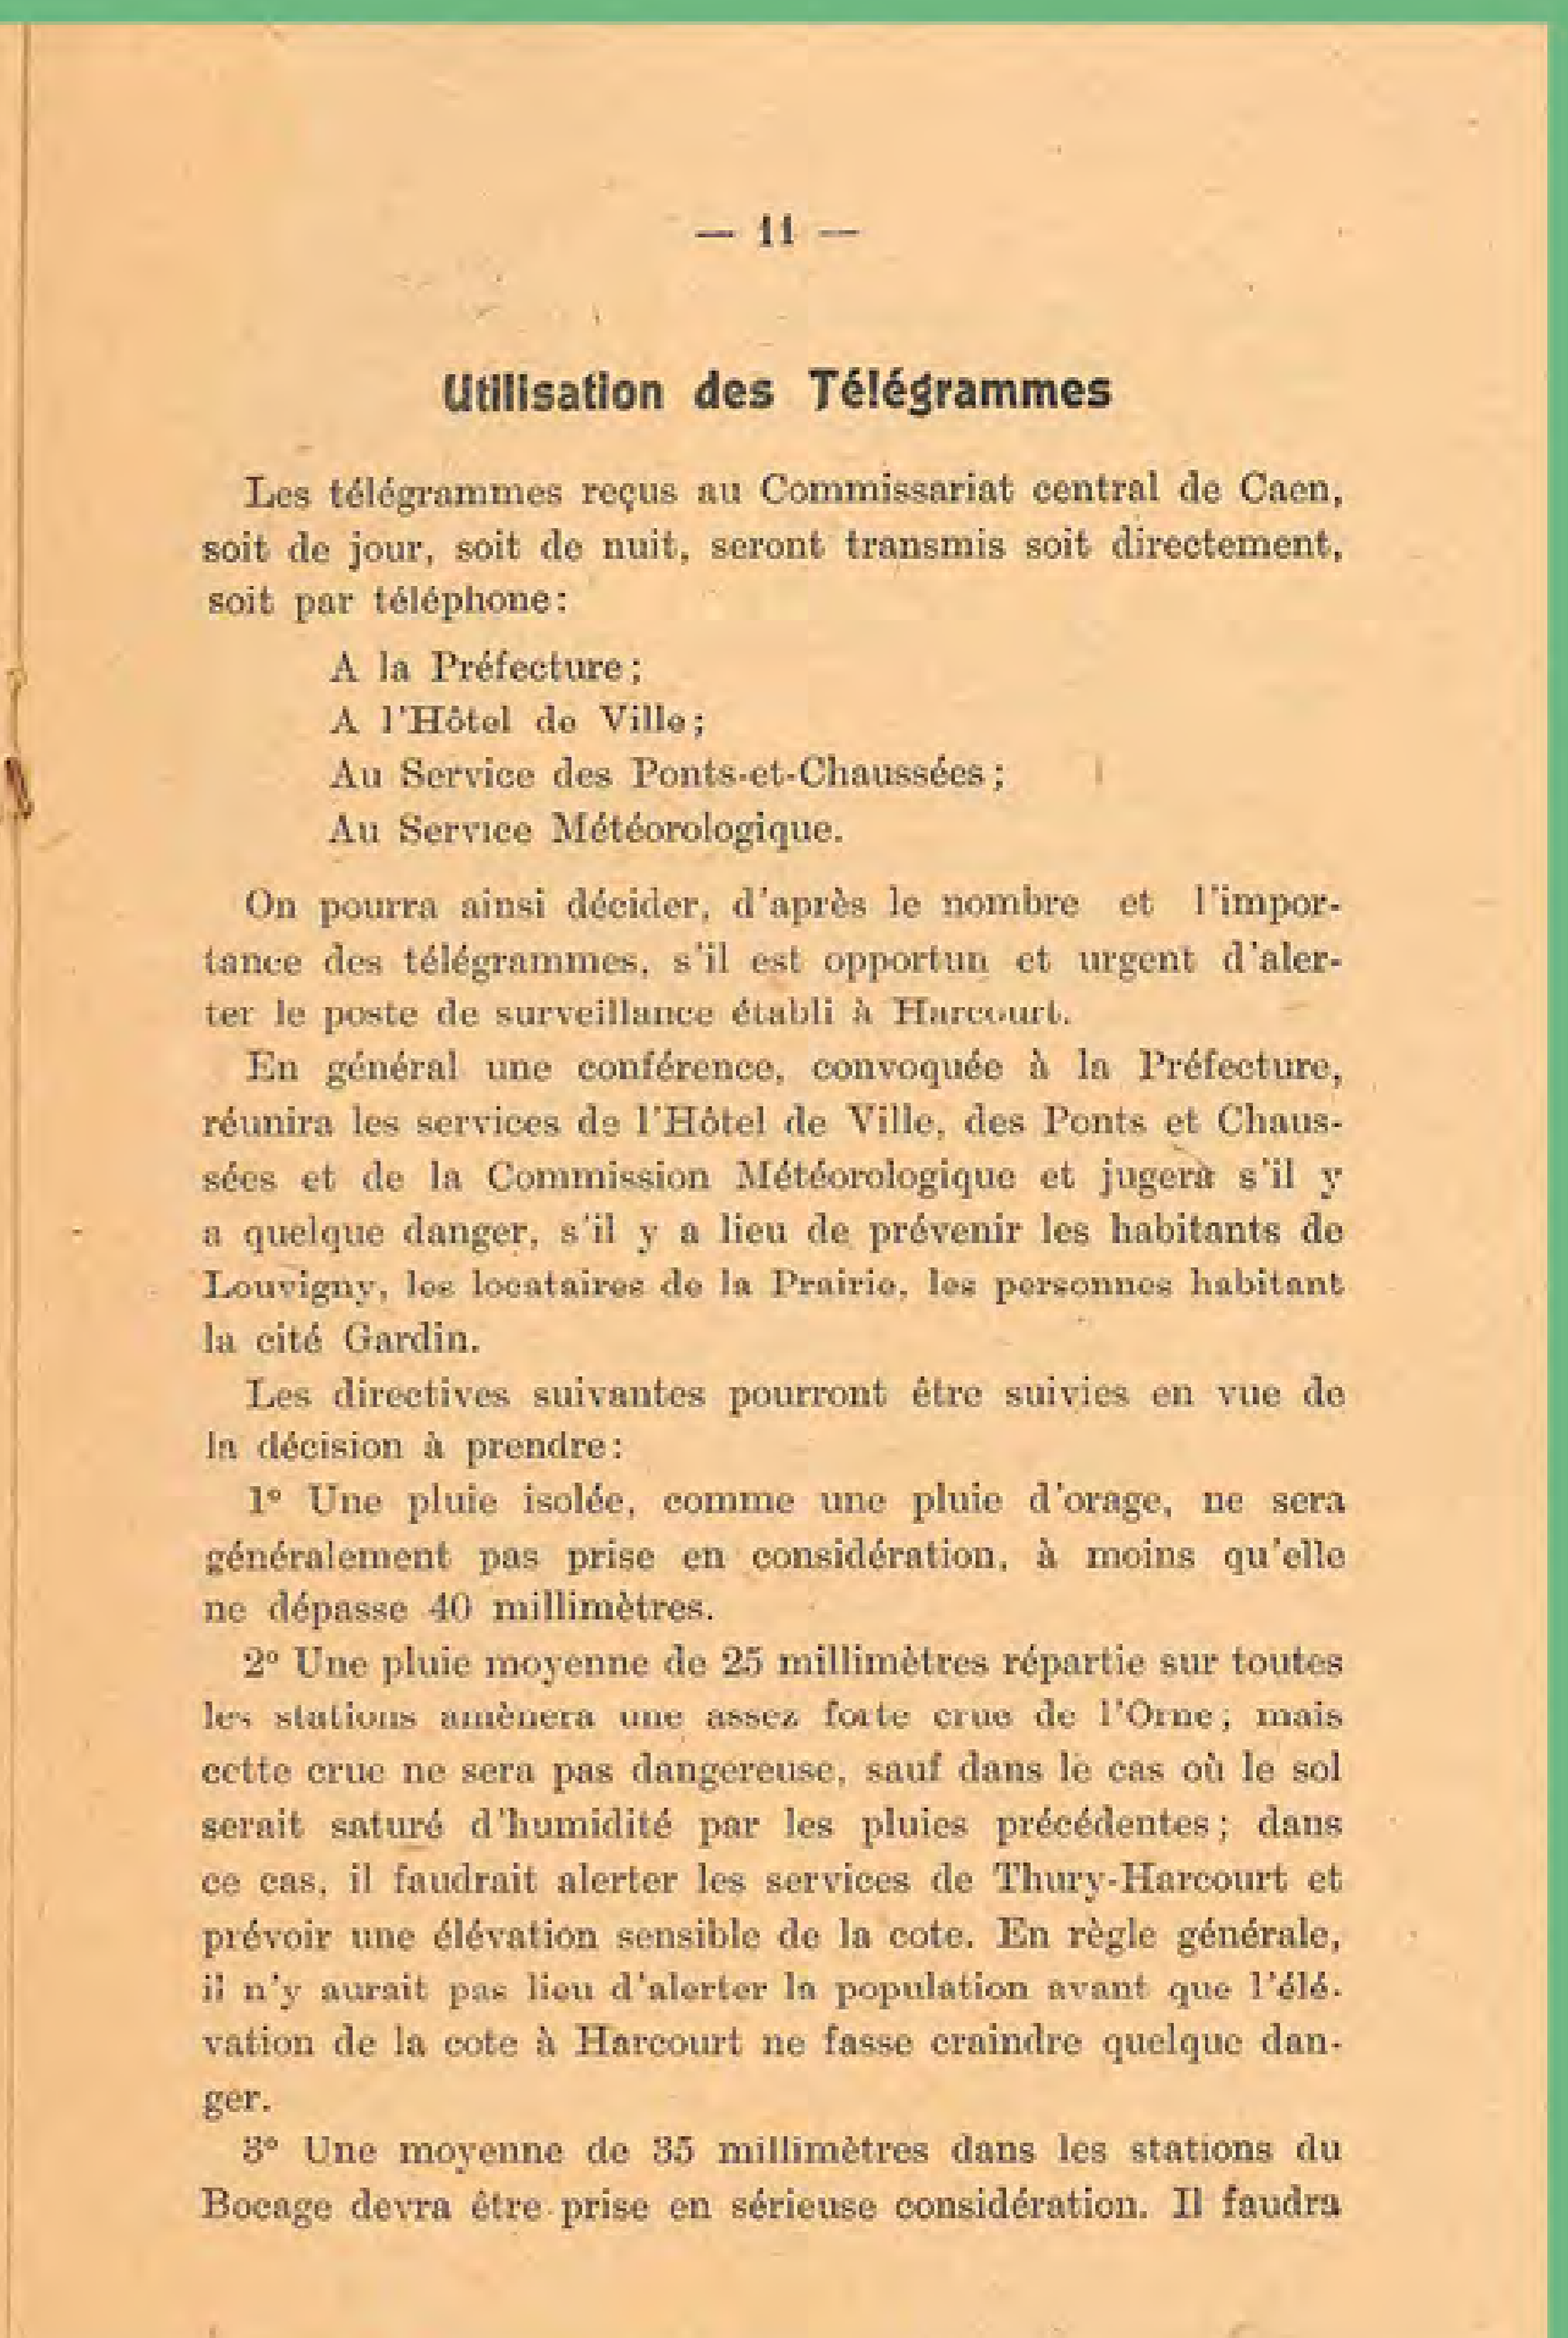 — 11 —
Utilisation des Télégrammes
Les télégrammes reçus au Commissariat central de Caen,
soit de jour, soit de nuit, seront transmis soit directement,
soit par téléphone:
A la Préfecture;
A l'Hôtel de Ville;
Au Service des Ponts-et-Chaussées;
Au Service Météorologique.
On pourra ainsi décider, d'après le nombre et l'impor-
tance des télégrammes, s'il est opportun et urgent d'aler-
ter le poste de surveillance établi à Harcourt.
En général une conférence, convoquée à la Préfecture,
réunira les services de l'Hôtel de Ville, des Ponts et Chaus-
sées et de la Commission Météorologique et jugera s'il y
a quelque danger, s'il y a lieu de prévenir les habitants de
Louvigny, les locataires de la Prairie, les personnes habitant
la cité Gardin.
Les directives suivantes pourront être suivies en vue de
la décision à prendre:
1° Une pluie isolée, comme une pluie d'orage, ne sera
généralement pas prise en considération, à moins qu'elle
ne dépasse 40 millimètres.
2° Une pluie moyenne de 25 millimètres répartie sur toutes
les stations amènera une assez forte crue de l'Orne; mais
cette crue ne sera pas dangereuse, sauf dans le cas où le sol
serait saturé d'humidité par les pluies précédentes; dans
ce cas, il faudrait alerter les services de Thury-Harcourt et
prévoir une élévation sensible de la cote. En règle générale,
il n'y aurait pas lieu d'alerter la population avant que l'élé-
vation de la cote à Harcourt ne fasse craindre quelque dan-
ger.
3° Une moyenne de 35 millimètres dans les stations du
Bocage devra être prise en sérieuse considération. Il faudra